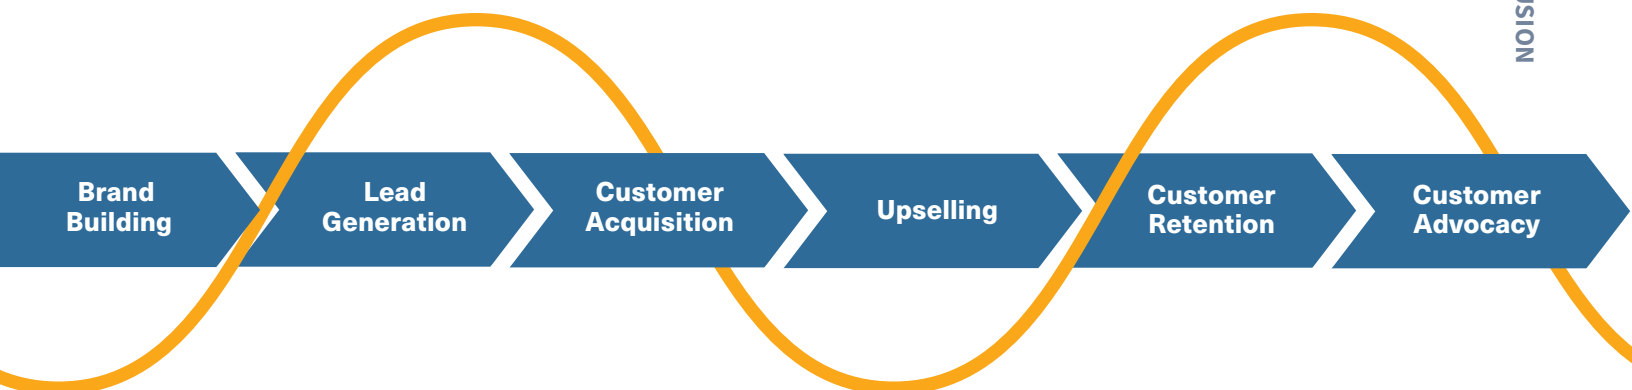 Brand
Building
Lead
Generation
Customer
Acquisition
Upselling
Customer
Retention
Customer
Advocacy